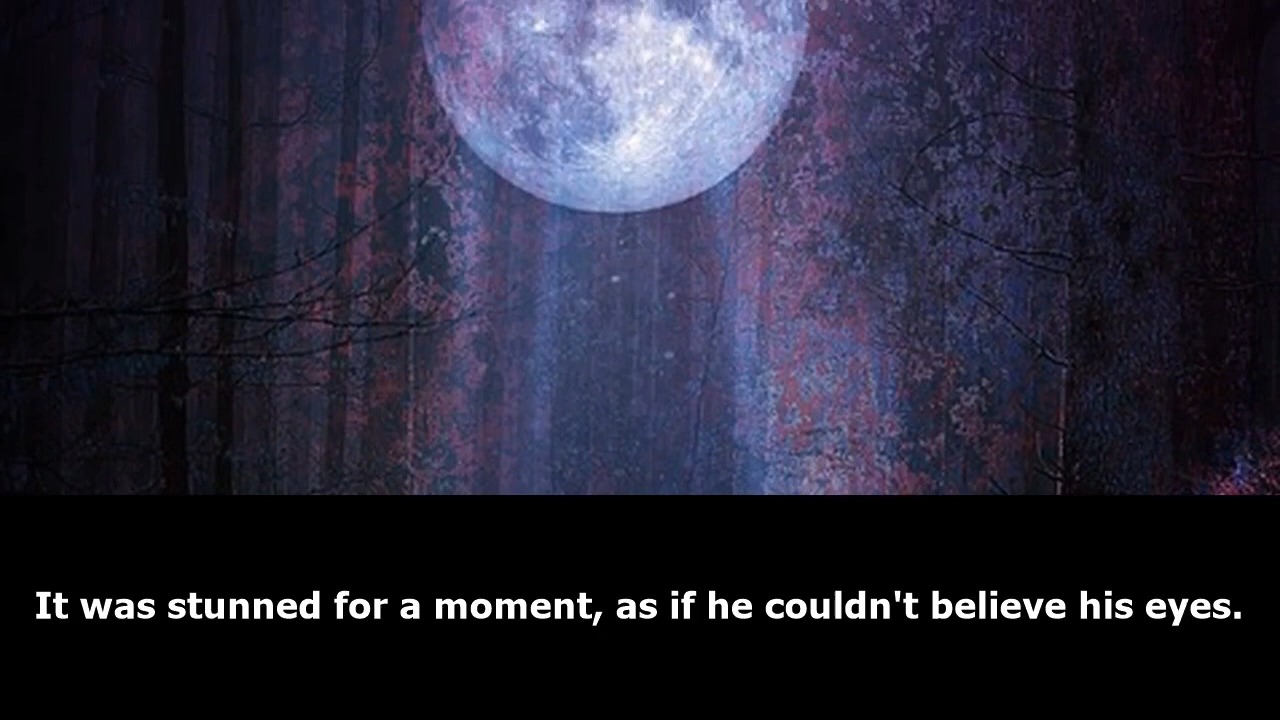 It was stunned for a moment, as if he couldn't believe his eyes.